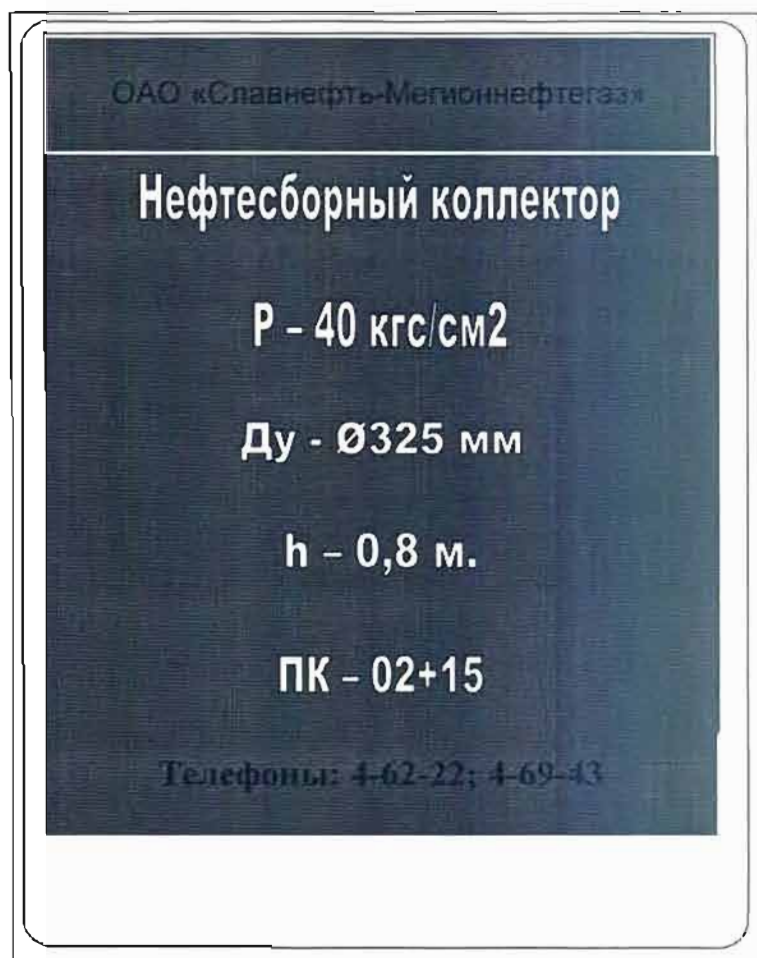 ОАО «Славнефть-Мегионнефтегаз»
Нефтесборный коллектор
Р – 40 кгс/см2
Ду - Ø325 мм
h – 0,8 м.
ПК – 02+15
Телефоны: 4-62-22; 4-69-43